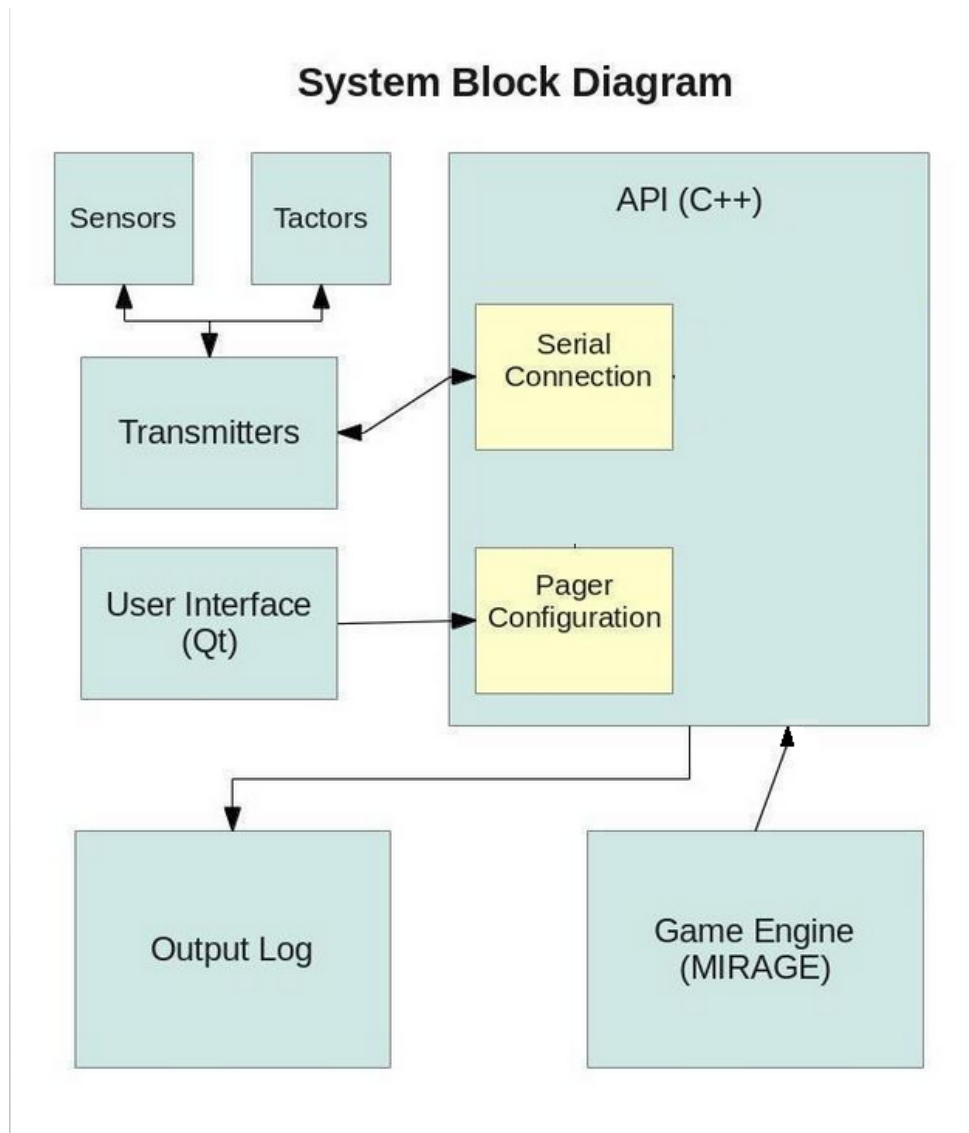 System Block Diagram
Sensors
Tactors
API (C++)
Serial
Connection
Transmitters
Pager
Configuration
User Interface
(Qt)
Output Log
Game Engine
(MIRAGE)